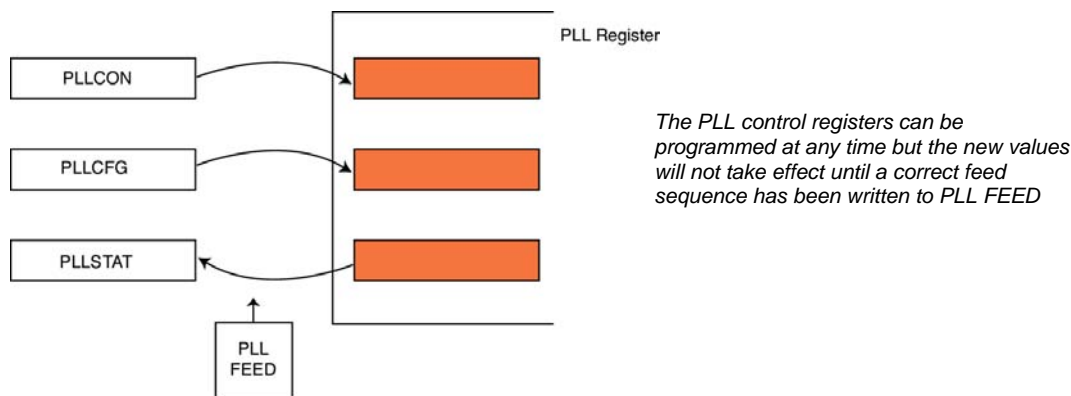 PLL Register
PLLCON
PLLCFG
PLLSTAT
PLL
FEED
The PLL control registers can be
programmed at any time but the new values
will not take effect until a correct feed
sequence has been written to PLL FEED